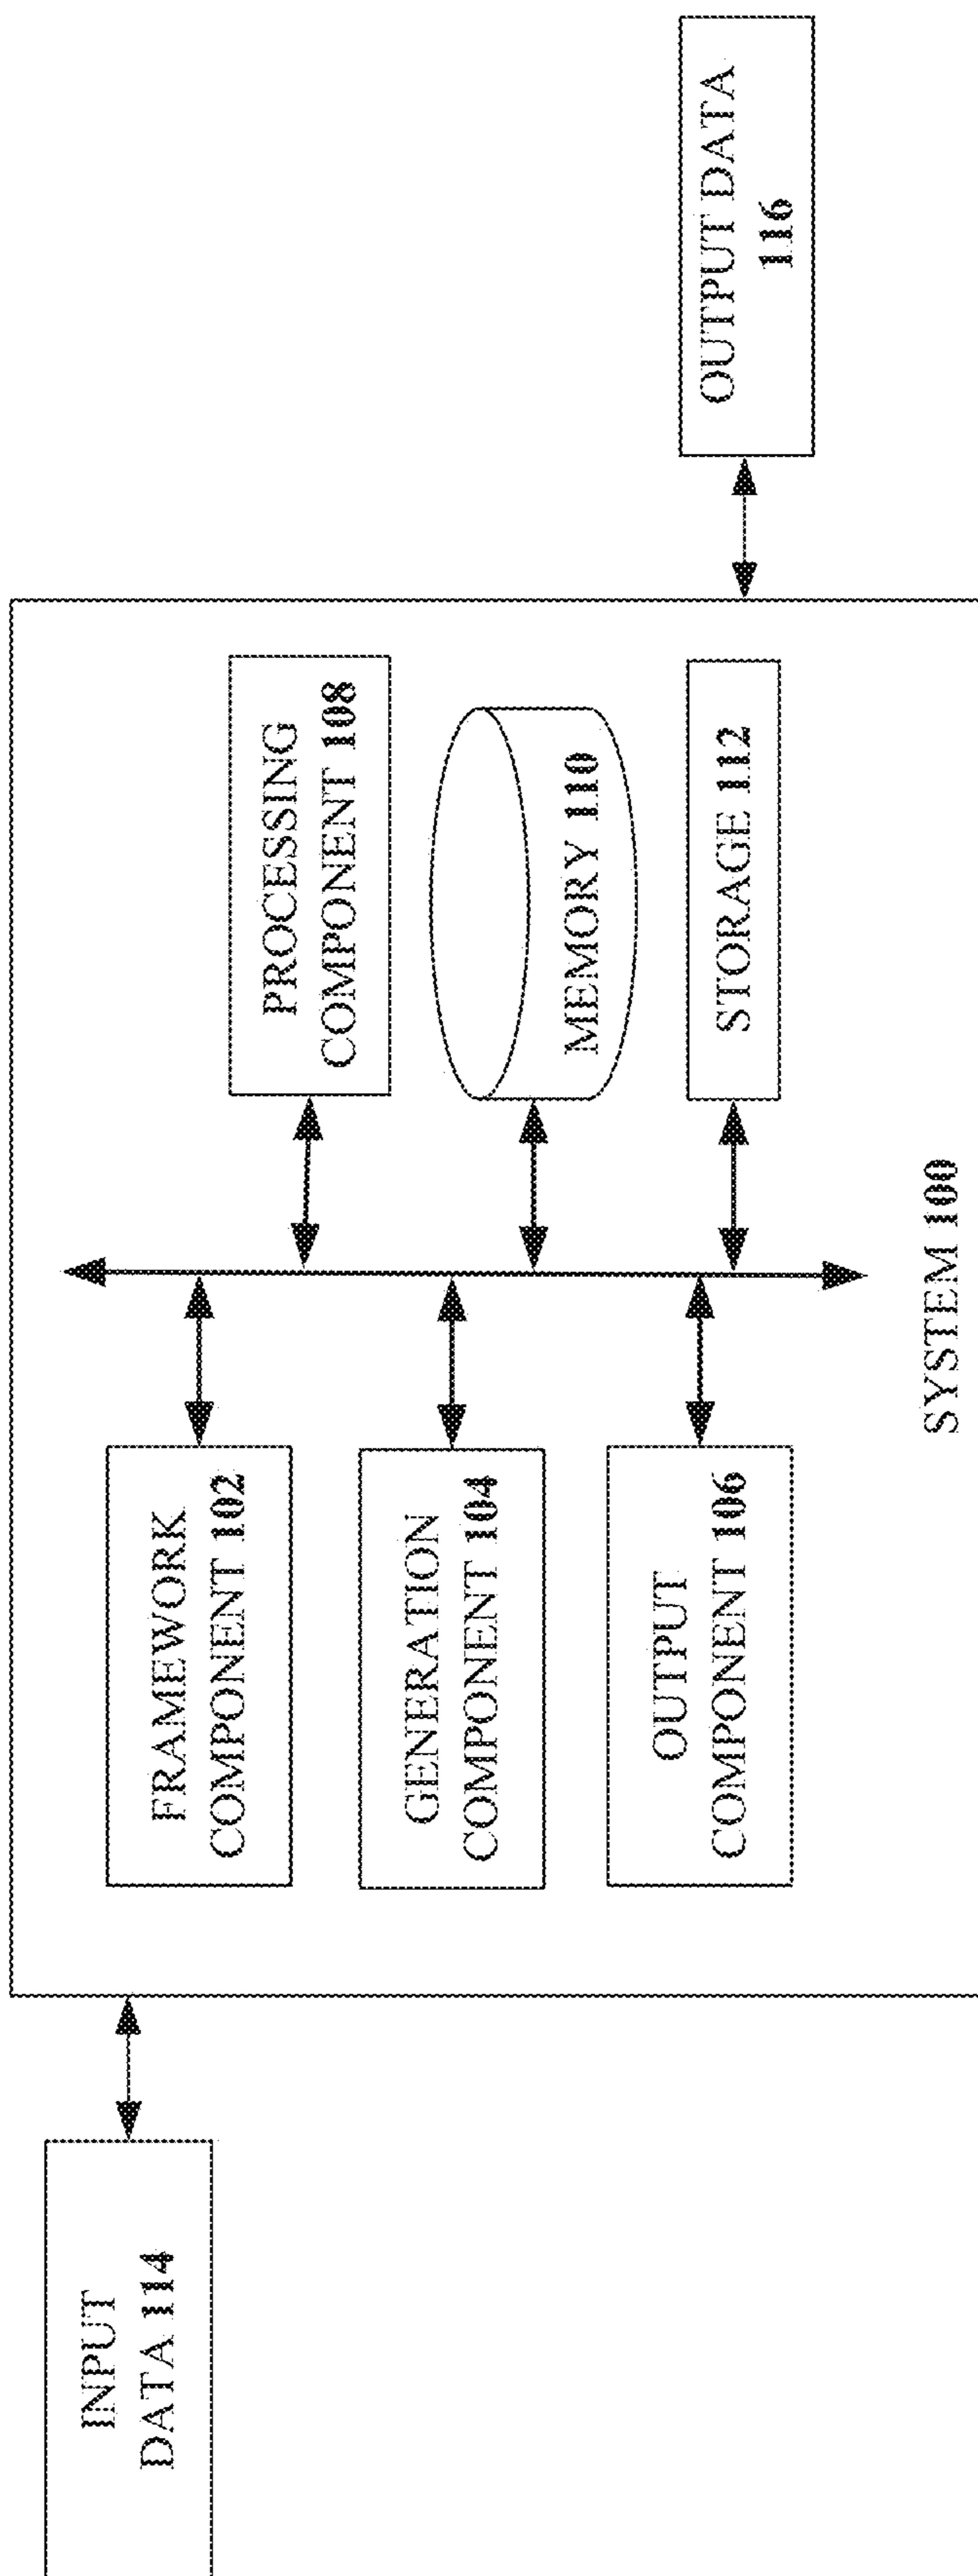 INPUT
DATA 114
FRAMEWORK
COMPONENT 102
GENERATION
COMPONENT 104
OUTPUT
COMPONENT 106
PROCESSING
COMPONENT 108
MEMORY 110
STORAGE 112
SYSTEM 100
OUTPUT DATA
116